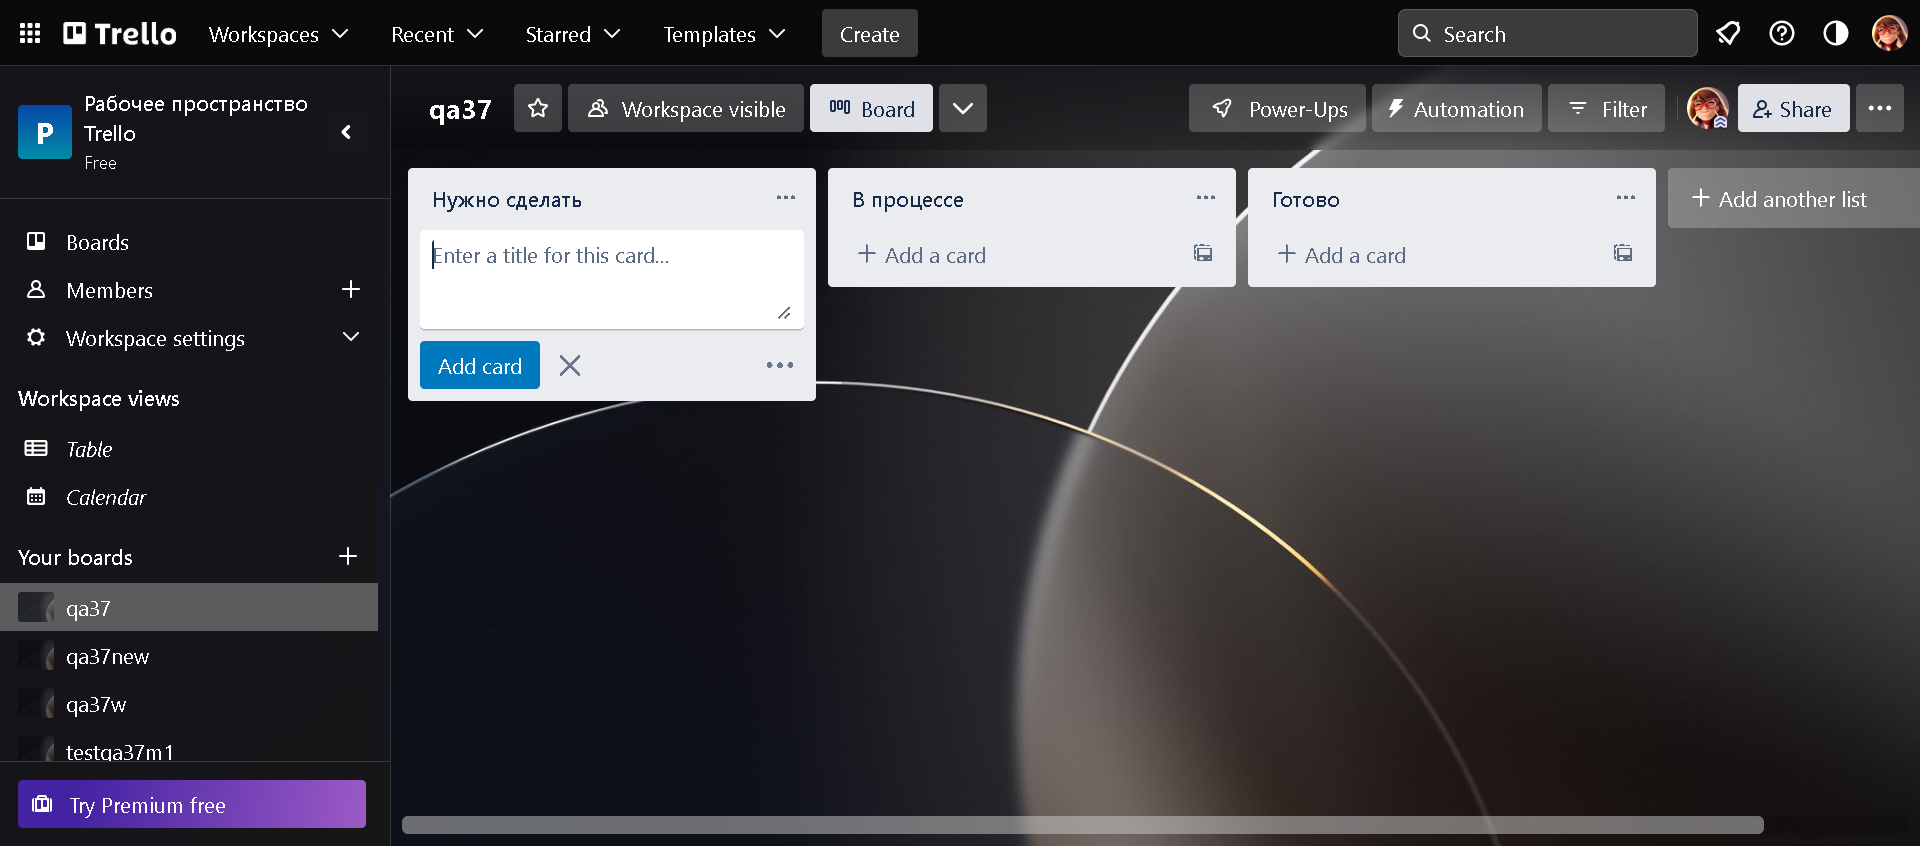 Trello
Workspaces
Recent
Starred
Templates
Create
Search
P
Рабочее пространство
Trello
Free
qa37
Workspace visible
Board
Power-Ups
Automation
Filter
Share
Boards
Members
Workspace settings
Workspace views
Table
Calendar
Your boards
qa37
qa37new
qa37w
testqa37m1
Try Premium free
Нужно сделать
Enter a title for this card...
Add card
В процессе
Add a card
Готово
Add a card
Add another list